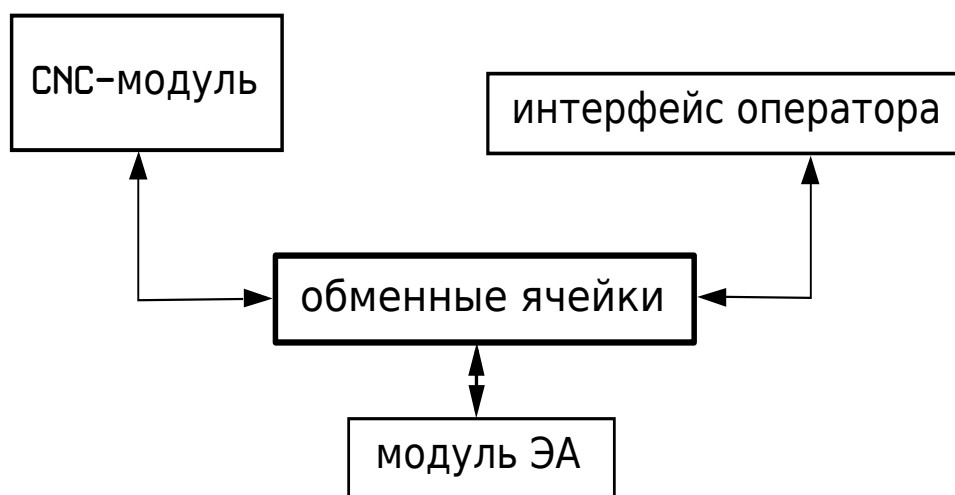 CNC-модуль
интерфейс оператора
обменные ячейки
модуль ЭА